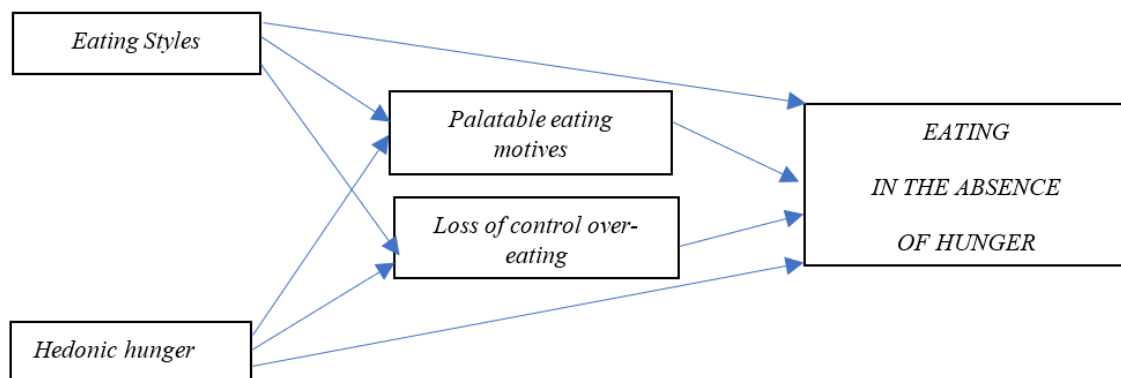 Eating Styles
Palatable eating
motives
EATING
IN THE ABSENCE
OF HUNGER
Loss of control over-
eating
Hedonic hunger